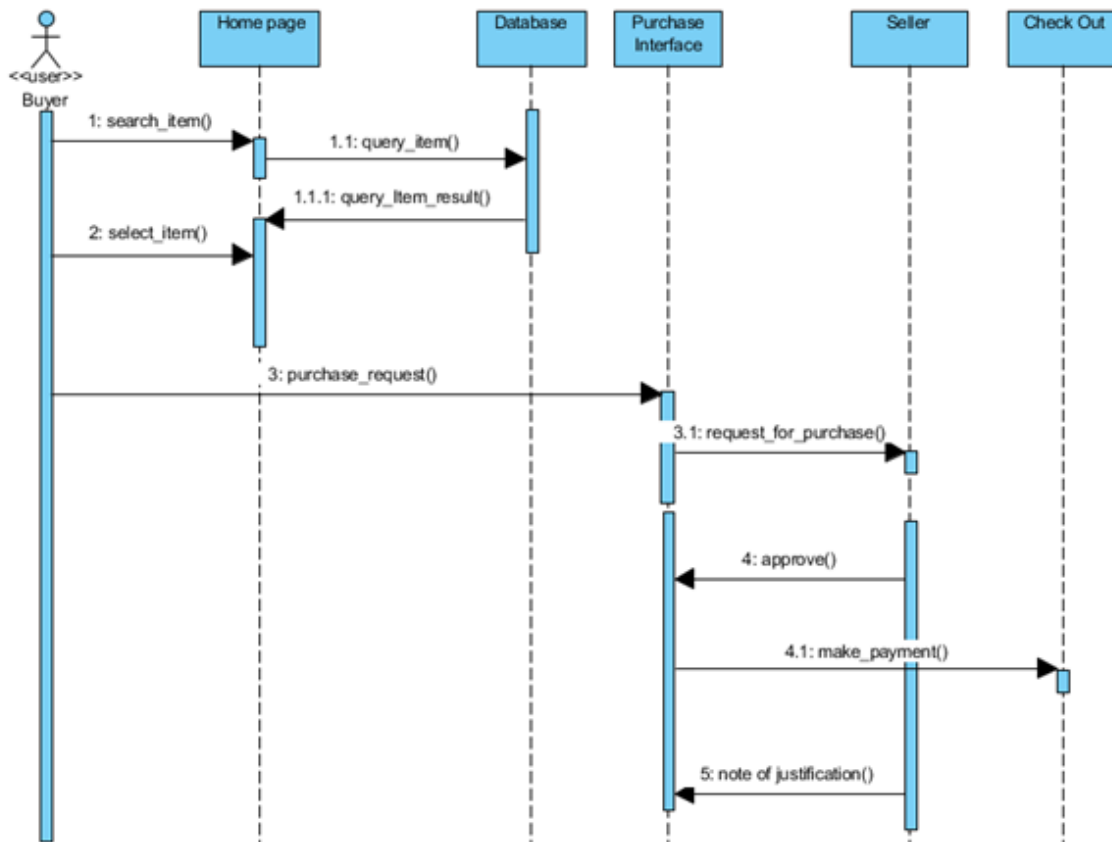 Home page
Database
Purchase
Interface
Seller
Check Out
<<user>>
Buyer
1: search_item()
1.1: query_item()
1.1.1: query_Item_result()
2: select_item()
3: purchase_request()
3.1: request_for_purchase()
4: approve()
4.1: make_payment()
5: note of justification()